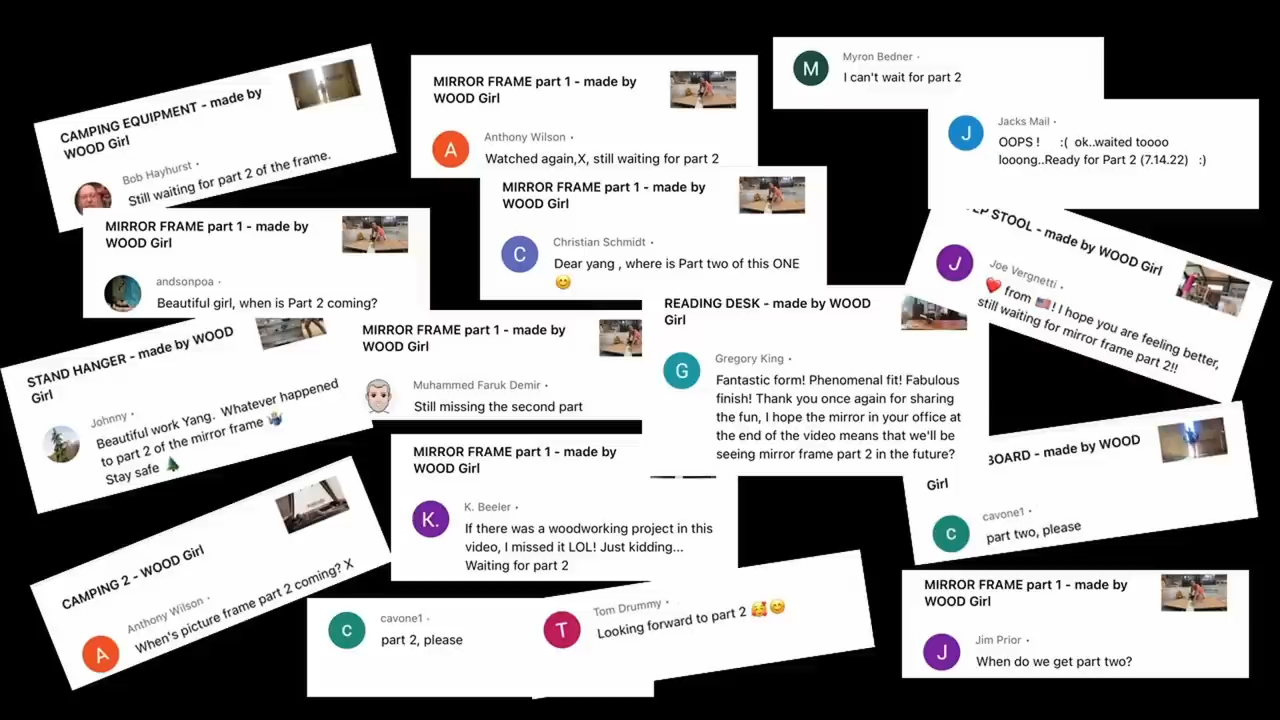 CAMPING EQUIPMENT - made by
WOOD Girl
Bob Hayhurst ·
Still waiting for part 2 of the frame.
MIRROR FRAME part 1 - made by
WOOD Girl
A
Anthony Wilson ·
Watched again,X, still waiting for part 2
M
Myron Bedner ·
I can't wait for part 2
J
Jacks Mail ·
OOPS ! :( ok..waited toooo
looong..Ready for Part 2 (7.14.22) :)
MIRROR FRAME part 1 - made by
WOOD Girl
andsonpoa ·
Beautiful girl, when is Part 2 coming?
MIRROR FRAME part 1 - made by
WOOD Girl
C
Christian Schmidt ·
Dear yang , where is Part two of this ONE
😊
STOOL - made by WOOD Girl
J
Joe Vergnetti ·
❤️ from 🇺🇸! I hope you are feeling better,
still waiting for mirror frame part 2!!
STAND HANGER - made by WOOD
Girl
Johnny ·
Beautiful work Yang. Whatever happened
to part 2 of the mirror frame 🤷
Stay safe 🌲
MIRROR FRAME part 1 - made by
WOOD Girl
Muhammed Faruk Demir ·
Still missing the second part
READING DESK - made by WOOD
Girl
G
Gregory King ·
Fantastic form! Phenomenal fit! Fabulous
finish! Thank you once again for sharing
the fun, I hope the mirror in your office at
the end of the video means that we'll be
seeing mirror frame part 2 in the future?
MIRROR FRAME part 1 - made by
WOOD Girl
K.
K. Beeler ·
If there was a woodworking project in this
video, I missed it LOL! Just kidding...
Waiting for part 2
BOARD - made by WOOD
Girl
c
cavone1 ·
part two, please
CAMPING 2 - WOOD Girl
A
Anthony Wilson ·
When's picture frame part 2 coming? X
c
cavone1 ·
part 2, please
T
Tom Drummy ·
Looking forward to part 2 🥰😊
MIRROR FRAME part 1 - made by
WOOD Girl
J
Jim Prior ·
When do we get part two?